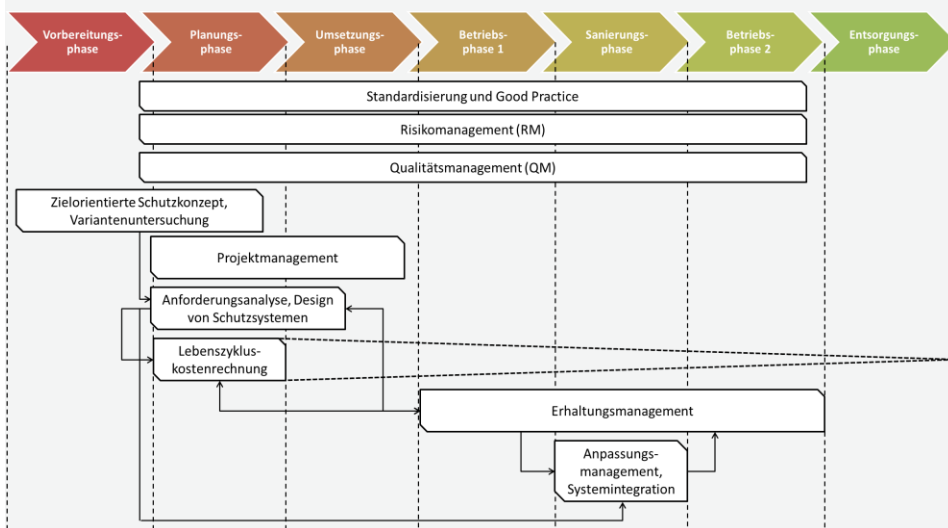 Vorbereitungs-
phase
Planungs-
phase
Umsetzungs-
phase
Betriebs-
phase 1
Sanierungs-
phase
Betriebs-
phase 2
Entsorgungs-
phase
Standardisierung und Good Practice
Risikomanagement (RM)
Qualitätsmanagement (QM)
Zielorientierte Schutzkonzept,
Variantenuntersuchung
Projektmanagement
Anforderungsanalyse, Design
von Schutzsystemen
Lebenszyklus-
kostenrechnung
Erhaltungsmanagement
Anpassungs-
management,
Systemintegration